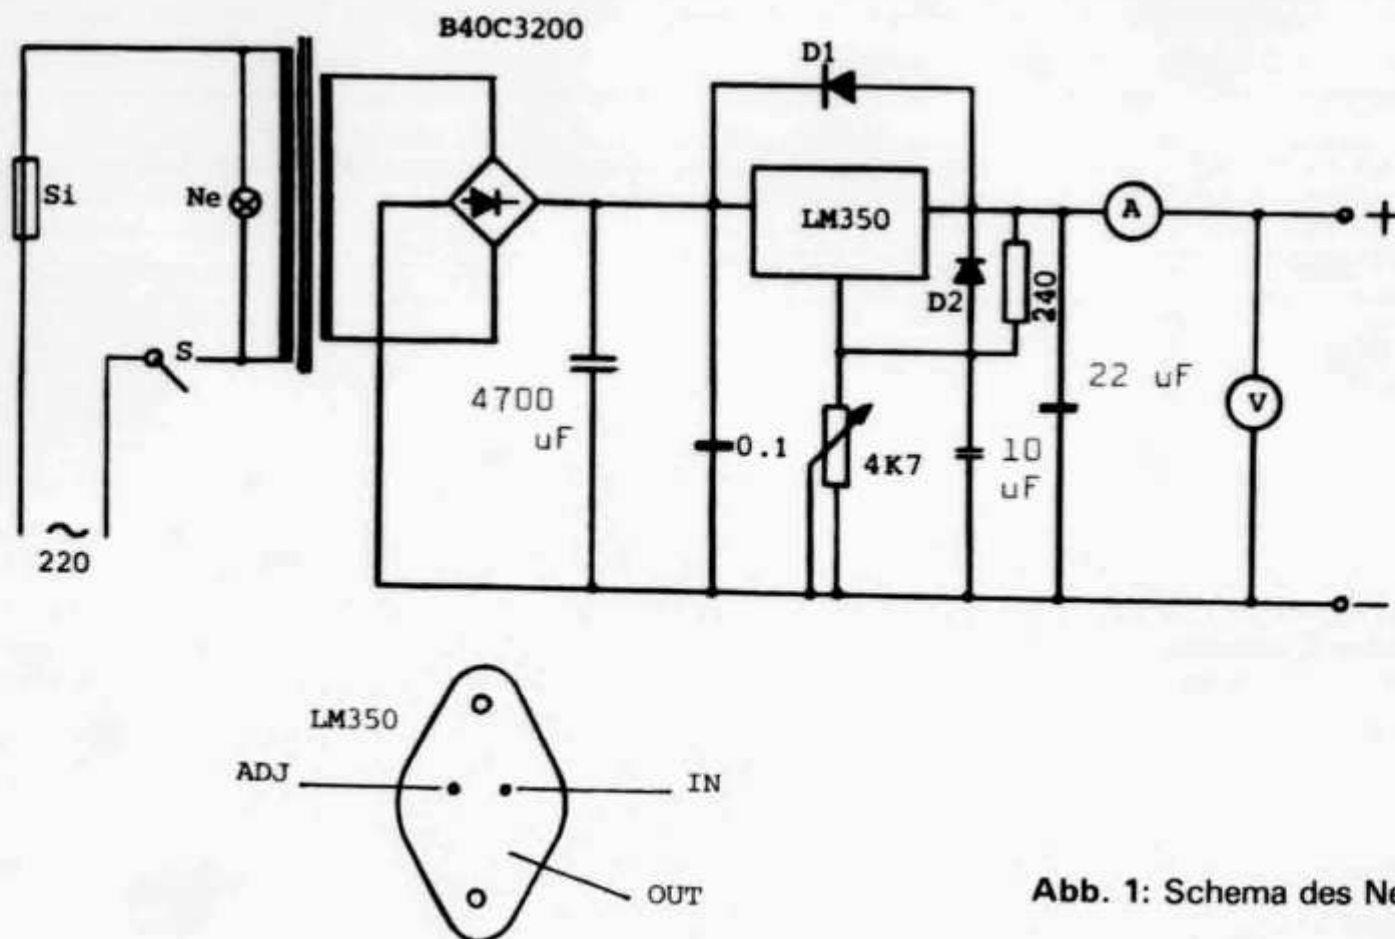 B40C3200
D1
Si
Ne
LM350
A
+
D2
240
S
4700
uF
22 uF
V
0.1
4K7
10
uF
~
220
−
LM350
ADJ
IN
OUT
Abb. 1: Schema des Ne